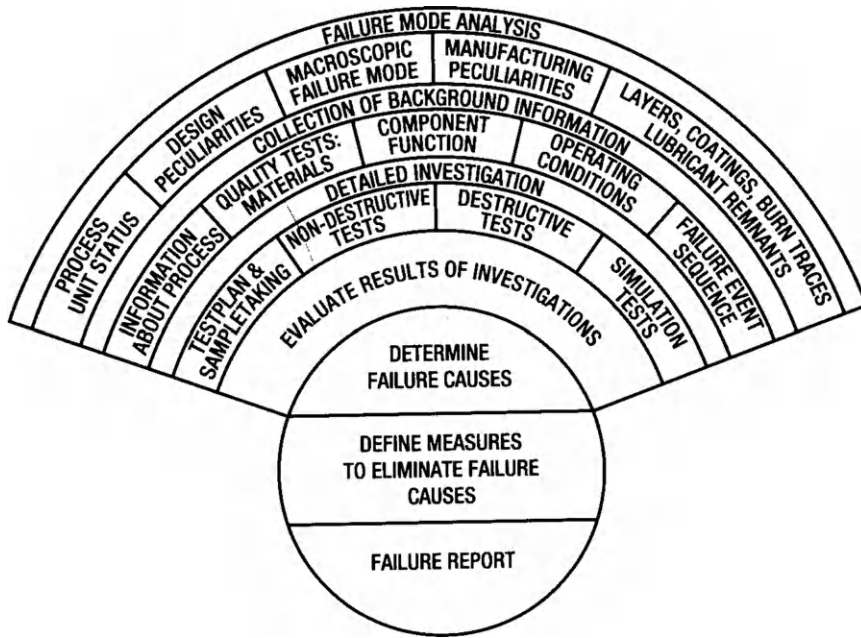 FAILURE MODE ANALYSIS
PROCESS
UNIT STATUS
DESIGN
PECULIARITIES
MACROSCOPIC
FAILURE MODE
MANUFACTURING
PECULIARITIES
LAYERS, COATINGS, BURN TRACES
LUBRICANT REMNANTS
COLLECTION OF BACKGROUND INFORMATION
INFORMATION
ABOUT PROCESS
QUALITY TESTS:
MATERIALS
COMPONENT
FUNCTION
OPERATING
CONDITIONS
FAILURE EVENT
SEQUENCE
DETAILED INVESTIGATION
TESTPLAN &
SAMPLETAKING
NON-DESTRUCTIVE
TESTS
DESTRUCTIVE
TESTS
SIMULATION
TESTS
EVALUATE RESULTS OF INVESTIGATIONS
DETERMINE
FAILURE CAUSES
DEFINE MEASURES
TO ELIMINATE FAILURE
CAUSES
FAILURE REPORT